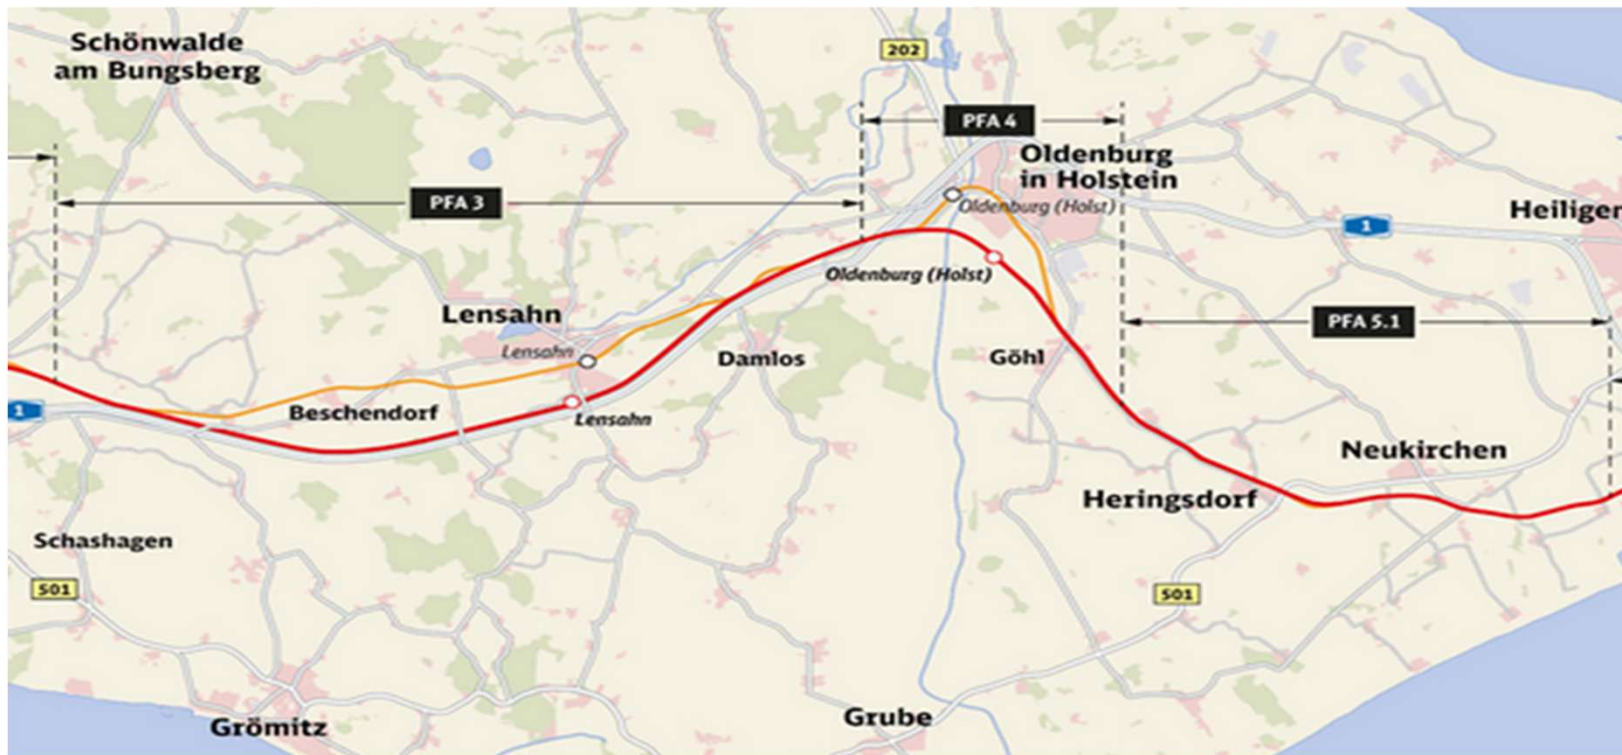 Schönwalde
am Bungsberg
202
PFA 4
Oldenburg
in Holstein
PFA 3
Oldenburg (Holst)
1
Oldenburg (Holst)
Lensahn
PFA 5.1
Lensahn
Damlos
Göhl
1
Beschendorf
Lensahn
Neukirchen
Heringsdorf
Schashagen
501
501
Grömitz
Grube